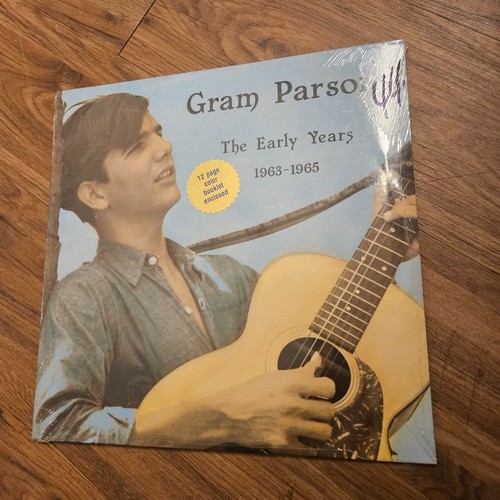 Gram Parso
The Early Years
1963-1965
12 page
color
booklet
enclosed